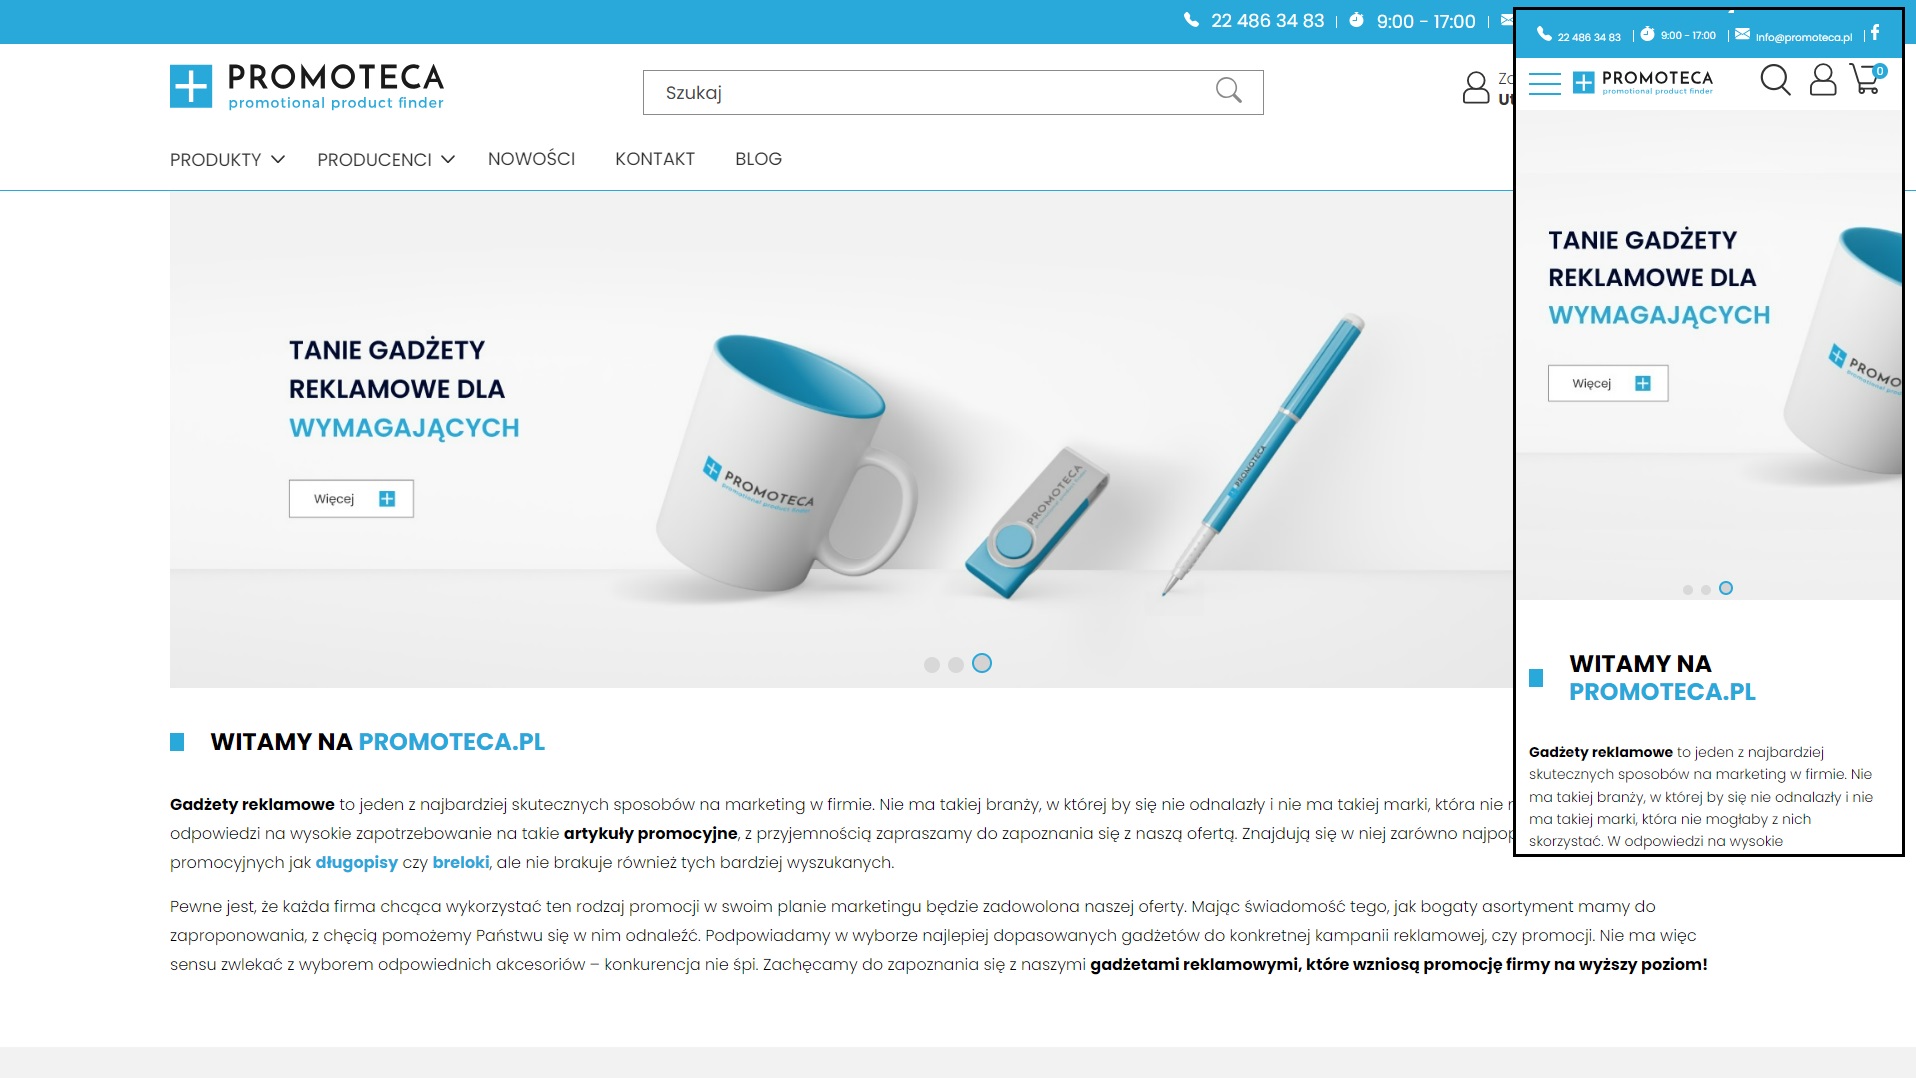 22 486 34 83
9:00 - 17:00
PROMOTECA
promotional product finder
Szukaj
PRODUKTY
PRODUCENCI
NOWOŚCI
KONTAKT
BLOG
TANIE GADŻETY
REKLAMOWE DLA
WYMAGAJĄCYCH
Więcej
PROMOTECA
promotional product finder
PROMOTECA
PROMOTECA
WITAMY NA PROMOTECA.PL
Gadżety reklamowe to jeden z najbardziej skutecznych sposobów na marketing w firmie. Nie ma takiej branży, w której by się nie odnalazły i nie ma takiej marki, która nie
odpowiedzi na wysokie zapotrzebowanie na takie artykuły promocyjne, z przyjemnością zapraszamy do zapoznania się z naszą ofertą. Znajdują się w niej zarówno
promocyjnych jak długopisy czy breloki, ale nie brakuje również tych bardziej wyszukanych.
Pewne jest, że każda firma chcąca wykorzystać ten rodzaj promocji w swoim planie marketingu będzie zadowolona naszej oferty. Mając świadomość tego, jak bogaty asortyment mamy do
zaproponowania, z chęcią pomożemy Państwu się w nim odnaleźć. Podpowiadamy w wyborze najlepiej dopasowanych gadżetów do konkretnej kampanii reklamowej, czy promocji. Nie ma więc
sensu zwlekać z wyborem odpowiednich akcesoriów – konkurencja nie śpi. Zachęcamy do zapoznania się z naszymi gadżetami reklamowymi, które wzniosą promocję firmy na wyższy poziom!
22 486 34 83
9:00 - 17:00
info@promoteca.pl
PROMOTECA
promotional product finder
0
TANIE GADŻETY
REKLAMOWE DLA
WYMAGAJĄCYCH
Więcej
WITAMY NA
PROMOTECA.PL
Gadżety reklamowe to jeden z najbardziej
skutecznych sposobów na marketing w firmie. Nie
ma takiej branży, w której by się nie odnalazły i nie
ma takiej marki, która nie mogłaby z nich
skorzystać. W odpowiedzi na wysokie